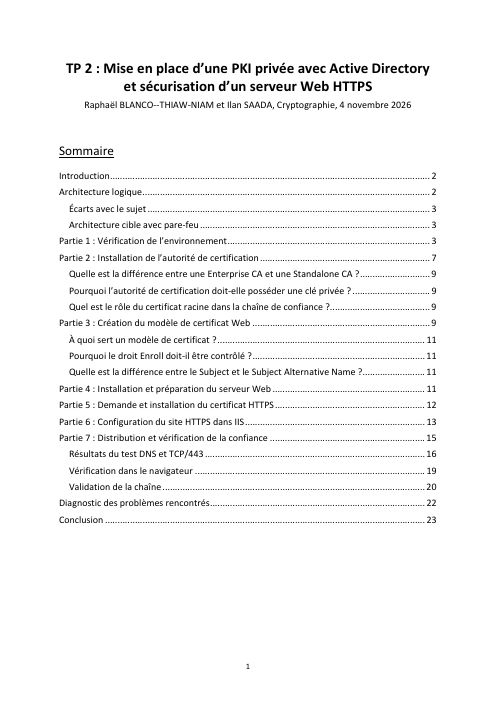 TP 2 : Mise en place d’une PKI privée avec Active Directory
et sécurisation d’un serveur Web HTTPS
Raphaël BLANCO--THIAW-NIAM et Ilan SAADA, Cryptographie, 4 novembre 2026
Sommaire
Introduction 2
Architecture logique 2
Écarts avec le sujet 3
Architecture cible avec pare-feu 3
Partie 1 : Vérification de l’environnement 3
Partie 2 : Installation de l’autorité de certification 7
Quelle est la différence entre une Enterprise CA et une Standalone CA ? 9
Pourquoi l’autorité de certification doit-elle posséder une clé privée ? 9
Quel est le rôle du certificat racine dans la chaîne de confiance ? 9
Partie 3 : Création du modèle de certificat Web 9
À quoi sert un modèle de certificat ? 11
Pourquoi le droit Enroll doit-il être contrôlé ? 11
Quelle est la différence entre le Subject et le Subject Alternative Name ? 11
Partie 4 : Installation et préparation du serveur Web 11
Partie 5 : Demande et installation du certificat HTTPS 12
Partie 6 : Configuration du site HTTPS dans IIS 13
Partie 7 : Distribution et vérification de la confiance 15
Résultats du test DNS et TCP/443 16
Vérification dans le navigateur 19
Validation de la chaîne 20
Diagnostic des problèmes rencontrés 22
Conclusion 23
1